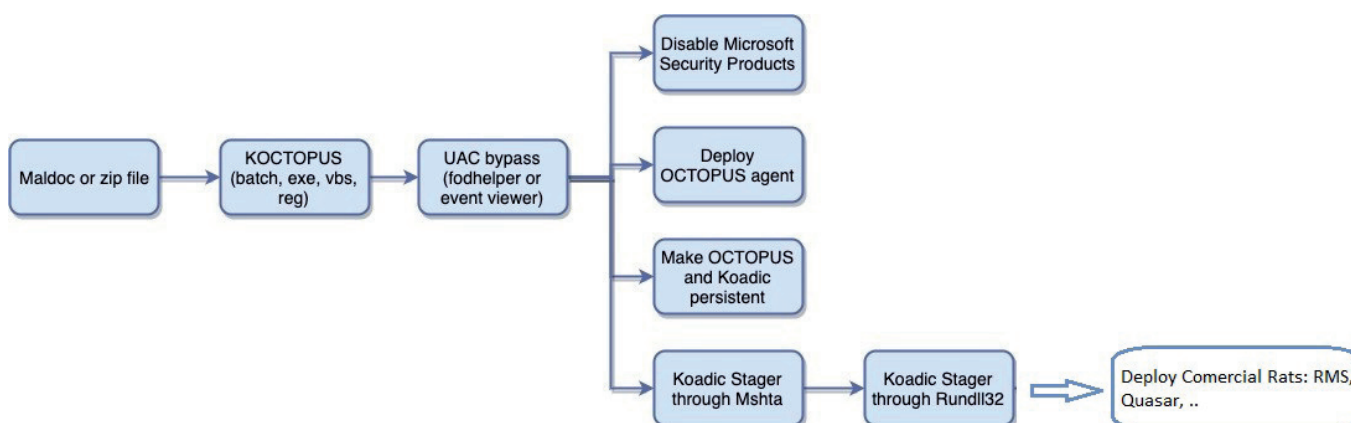 Disable Microsoft
Security Products
Maldoc or zip file
KOCTOPUS
(batch, exe, vbs,
reg)
UAC bypass
(fodhelper or
event viewer)
Deploy
OCTOPUS agent
Make OCTOPUS
and Koadic
persistent
Koadic Stager
through Mshta
Koadic Stager
through Rundll32
Deploy Comercial Rats: RMS,
Quasar, ..